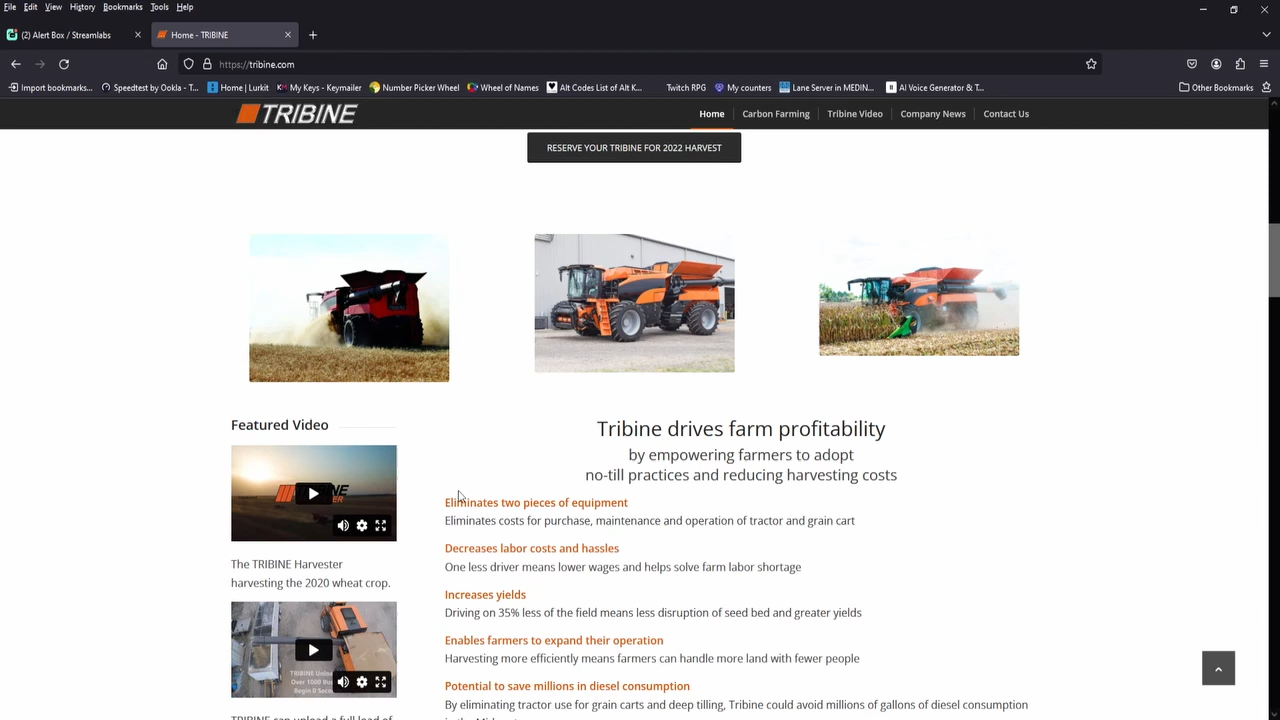 File Edit View History Bookmarks Tools Help
(2) Alert Box / Streamlabs
Home - TRIBINE
https://tribine.com
Import bookmarks...
Speedtest by Ookla - T...
Home | Lurkit
My Keys - Keymailer
Number Picker Wheel
Wheel of Names
Alt Codes List of Alt K...
Twitch RPG
My counters
Lane Server in MEDIN...
AI Voice Generator & T...
Other Bookmarks
TRIBINE
Home
Carbon Farming
Tribine Video
Company News
Contact Us
RESERVE YOUR TRIBINE FOR 2022 HARVEST
Featured Video
The TRIBINE Harvester
harvesting the 2020 wheat crop.
Tribine drives farm profitability
by empowering farmers to adopt
no-till practices and reducing harvesting costs
Eliminates two pieces of equipment
Eliminates costs for purchase, maintenance and operation of tractor and grain cart
Decreases labor costs and hassles
One less driver means lower wages and helps solve farm labor shortage
Increases yields
Driving on 35% less of the field means less disruption of seed bed and greater yields
Enables farmers to expand their operation
Harvesting more efficiently means farmers can handle more land with fewer people
Potential to save millions in diesel consumption
By eliminating tractor use for grain carts and deep tilling, Tribine could avoid millions of gallons of diesel consumption